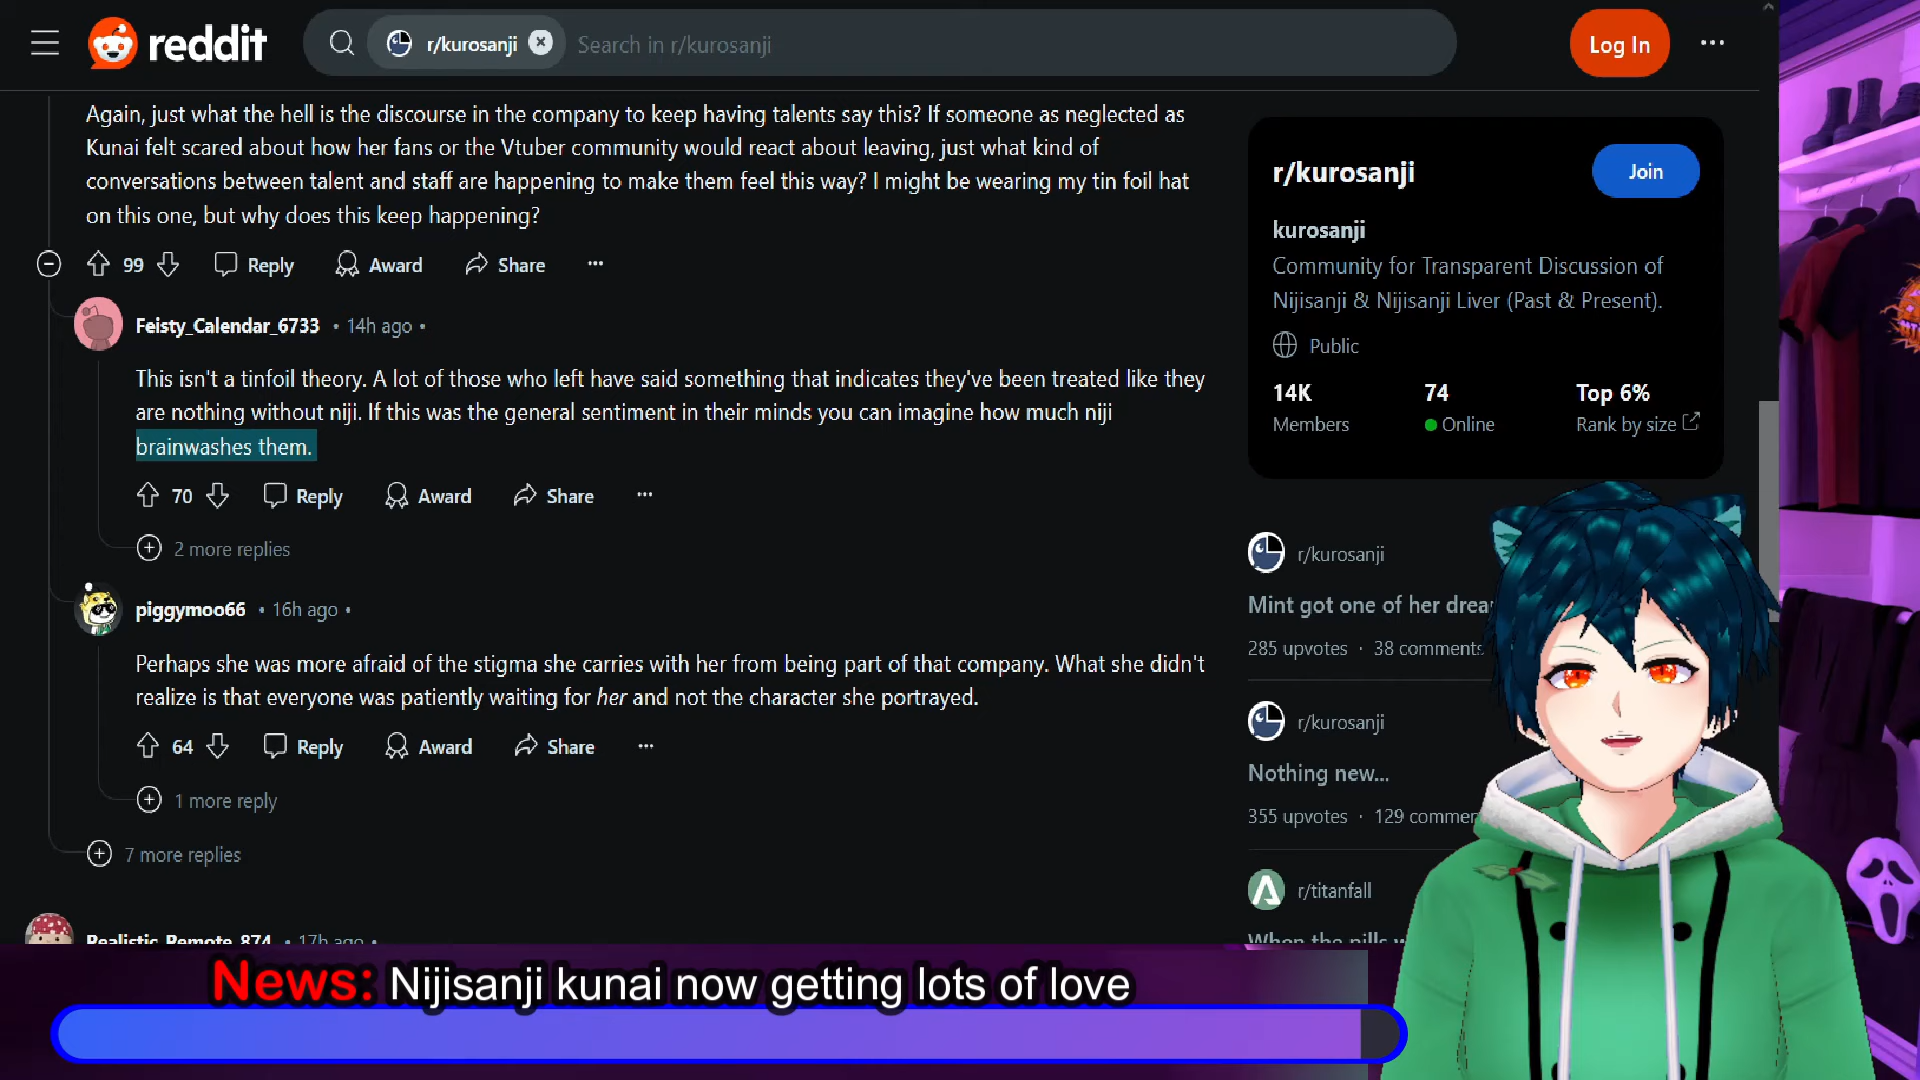 reddit
r/kurosanji
Search in r/kurosanji
Log In
Again, just what the hell is the discourse in the company to keep having talents say this? If someone as neglected as
Kunai felt scared about how her fans or the Vtuber community would react about leaving, just what kind of
conversations between talent and staff are happening to make them feel this way? I might be wearing my tin foil hat
on this one, but why does this keep happening?
99 Reply Award Share
Feisty_Calendar_6733 • 14h ago •
This isn't a tinfoil theory. A lot of those who left have said something that indicates they've been treated like they
are nothing without niji. If this was the general sentiment in their minds you can imagine how much niji
brainwashes them.
70 Reply Award Share
2 more replies
piggymoo66 • 16h ago •
Perhaps she was more afraid of the stigma she carries with her from being part of that company. What she didn't
realize is that everyone was patiently waiting for her and not the character she portrayed.
64 Reply Award Share
1 more reply
7 more replies
Realistic_Remote_874 • 17h ago •
r/kurosanji
Join
kurosanji
Community for Transparent Discussion of
Nijisanji & Nijisanji Liver (Past & Present).
Public
14K 74 Top 6%
Members Online Rank by size
r/kurosanji
Mint got one of her
285 upvotes · 38 comments
r/kurosanji
Nothing new...
355 upvotes · 129
r/titanfall
When the
News: Nijisanji kunai now getting lots of love